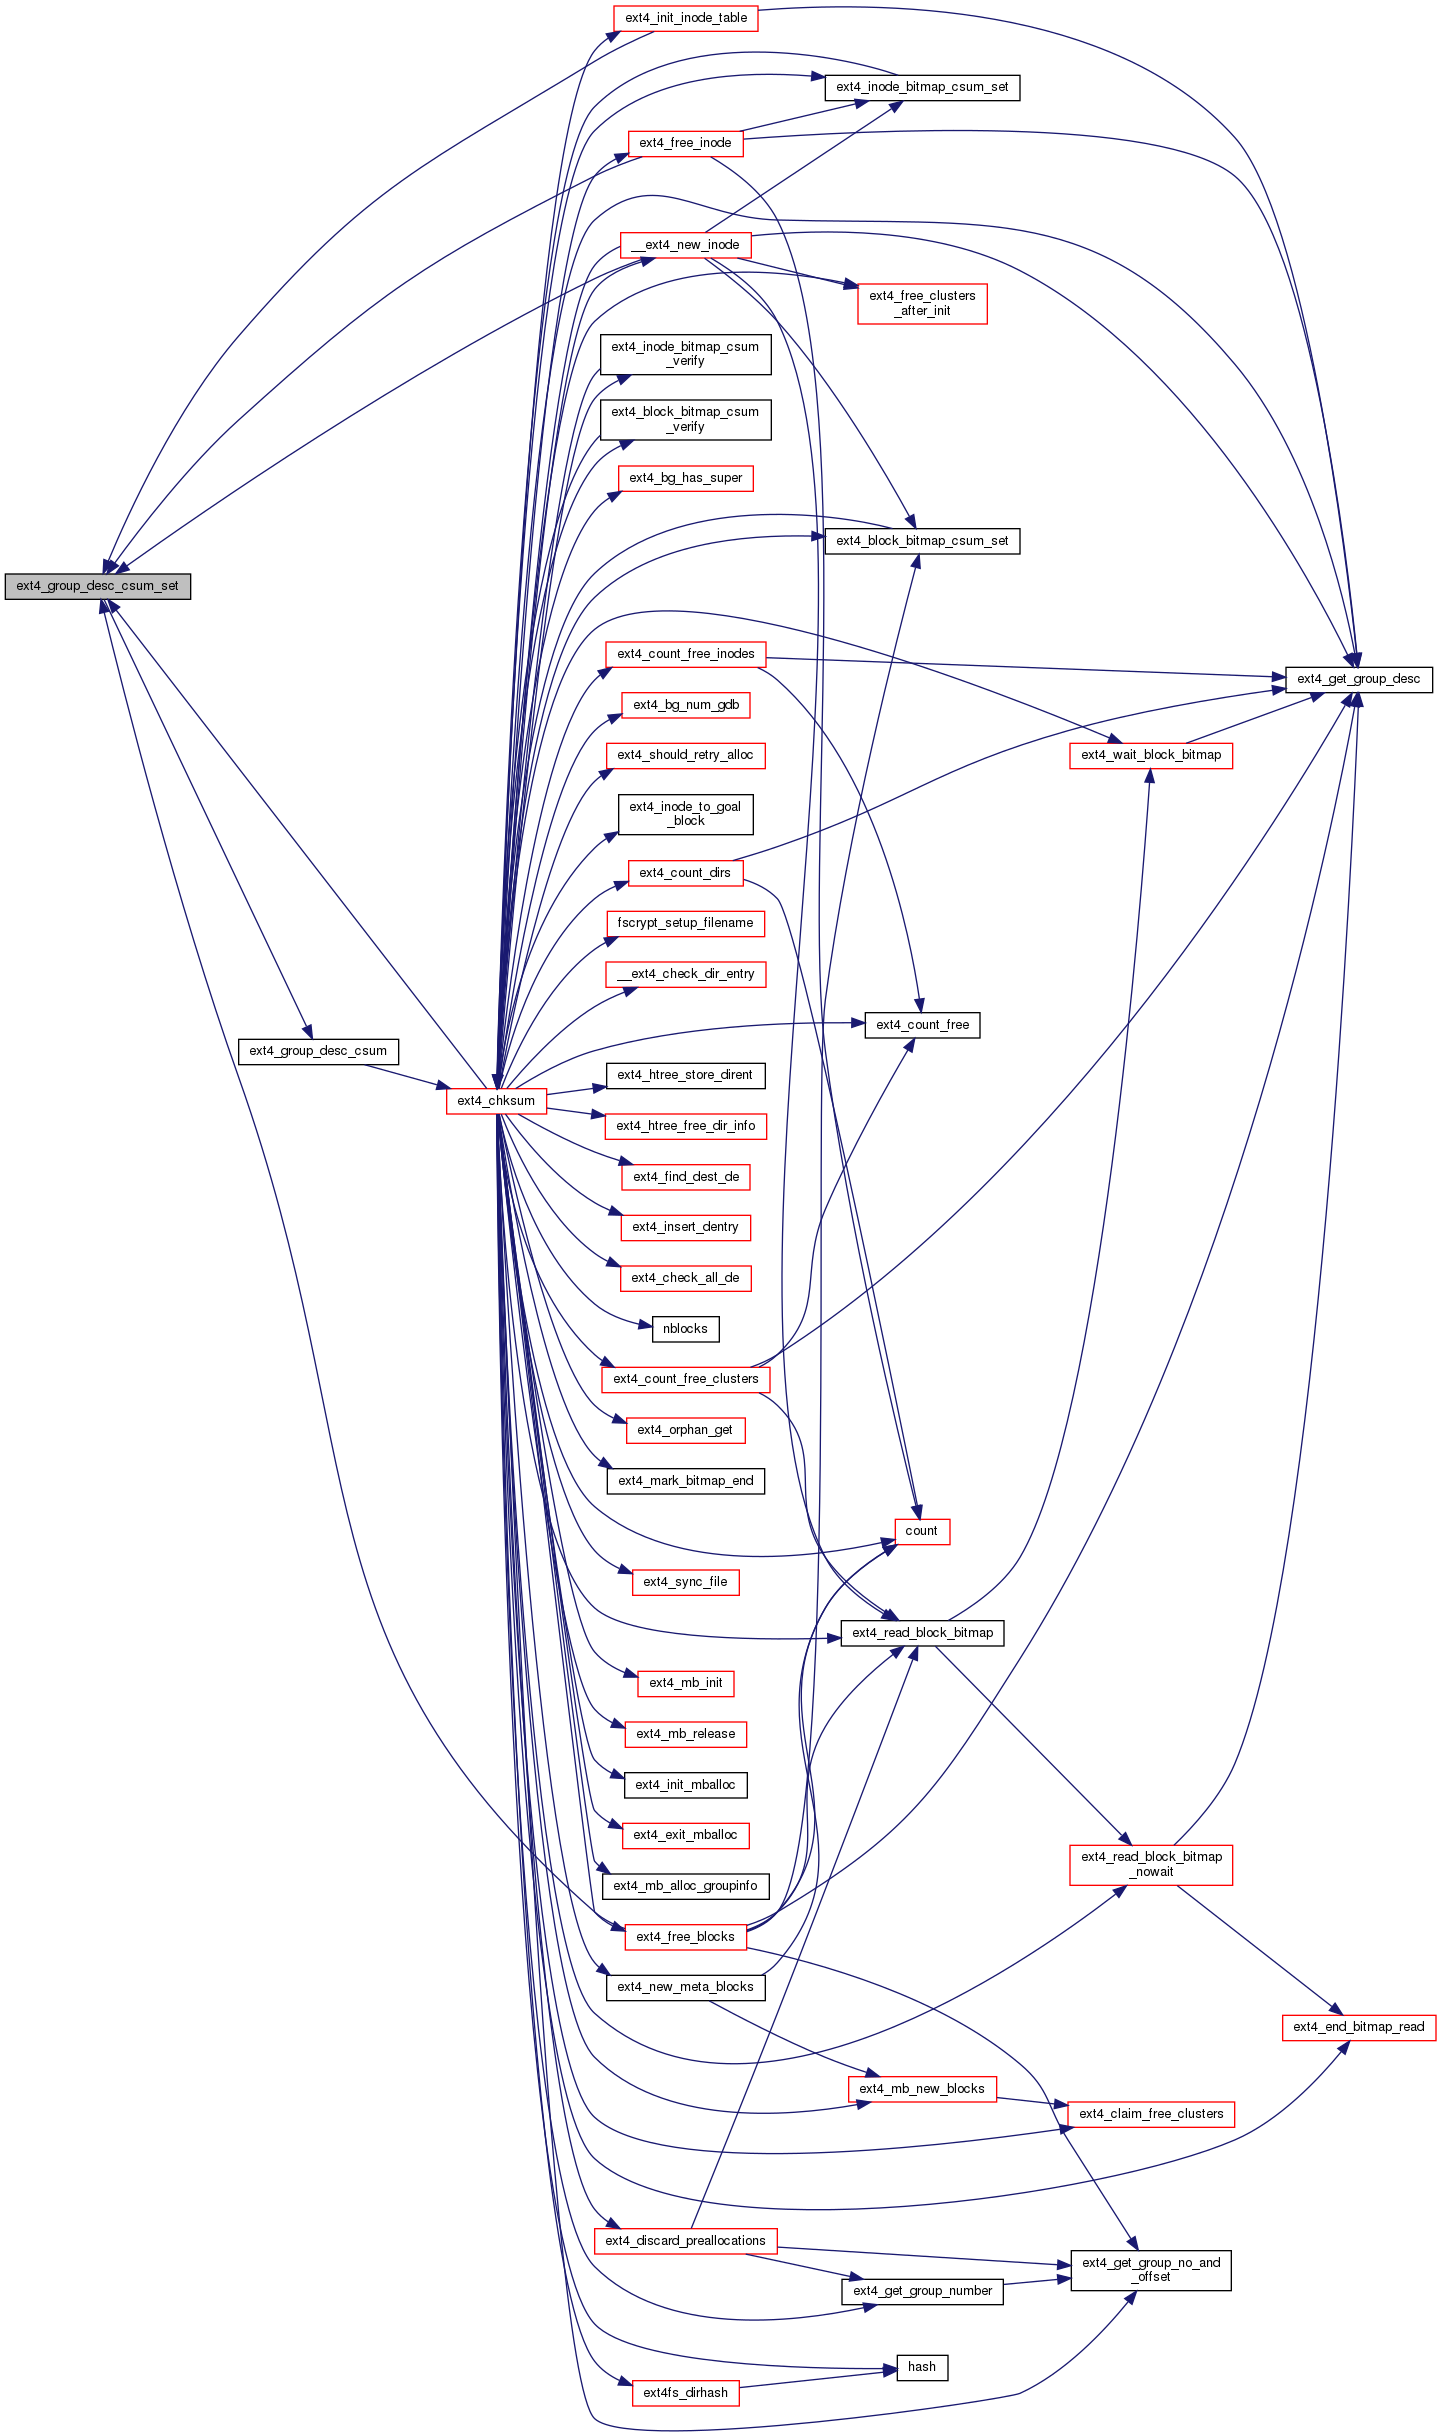 ext4_init_inode_table
ext4_inode_bitmap_csum_set
ext4_free_inode
__ext4_new_inode
ext4_free_clusters
_after_init
ext4_inode_bitmap_csum
_verify
ext4_block_bitmap_csum
_verify
ext4_bg_has_super
ext4_block_bitmap_csum_set
ext4_group_desc_csum_set
ext4_count_free_inodes
ext4_get_group_desc
ext4_bg_num_gdb
ext4_should_retry_alloc
ext4_wait_block_bitmap
ext4_inode_to_goal
_block
ext4_count_dirs
fscrypt_setup_filename
__ext4_check_dir_entry
ext4_count_free
ext4_group_desc_csum
ext4_htree_store_dirent
ext4_chksum
ext4_htree_free_dir_info
ext4_find_dest_de
ext4_insert_dentry
ext4_check_all_de
nblocks
ext4_count_free_clusters
ext4_orphan_get
ext4_mark_bitmap_end
count
ext4_sync_file
ext4_read_block_bitmap
ext4_mb_init
ext4_mb_release
ext4_init_mballoc
ext4_exit_mballoc
ext4_read_block_bitmap
_nowait
ext4_mb_alloc_groupinfo
ext4_free_blocks
ext4_new_meta_blocks
ext4_end_bitmap_read
ext4_mb_new_blocks
ext4_claim_free_clusters
ext4_discard_preallocations
ext4_get_group_no_and
_offset
ext4_get_group_number
hash
ext4fs_dirhash